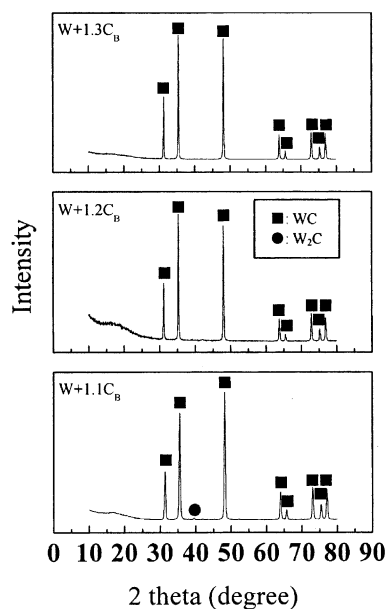 W+1.3C_B
W+1.2C_B
■: WC
●: W₂C
W+1.1C_B
Intensity
0 10 20 30 40 50 60 70 80 90
2 theta (degree)